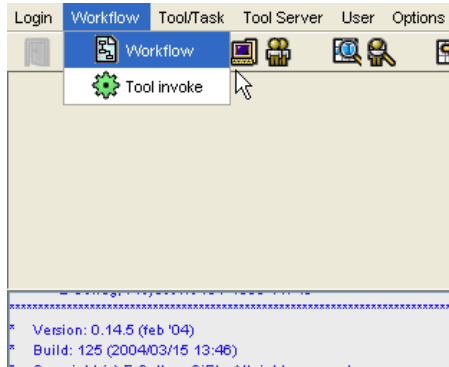 Login Workflow Tool/Task Tool Server User Options
Workflow
Tool invoke
* Version: 0.14.5 (feb '04)
* Build: 125 (2004/03/15 13:46)